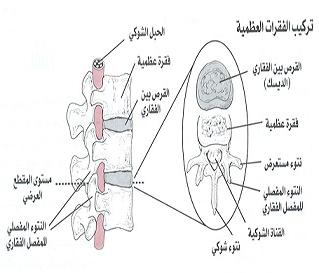 تركيب الفقرات العظمية
الحبل الشوكي
فقرة عظمية
القرص بين
الفقاري
مستوى المقطع
العرضي
النتوء المفصلي
للمفصل الفقاري
القرص بين الفقاري
(الديسك)
فقرة عظمية
نتوء مستعرض
النتوء المفصلي
للمفصل الفقاري
القناة الشوكية
نتوء شوكي